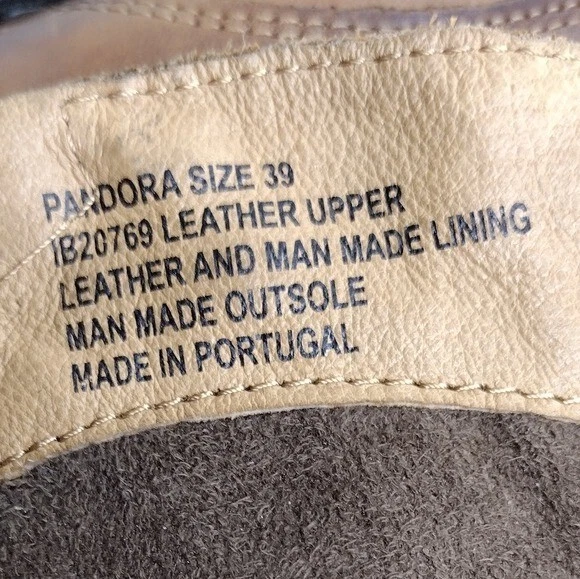 PANDORA SIZE 39
IB20769 LEATHER UPPER
LEATHER AND MAN MADE LINING
MAN MADE OUTSOLE
MADE IN PORTUGAL